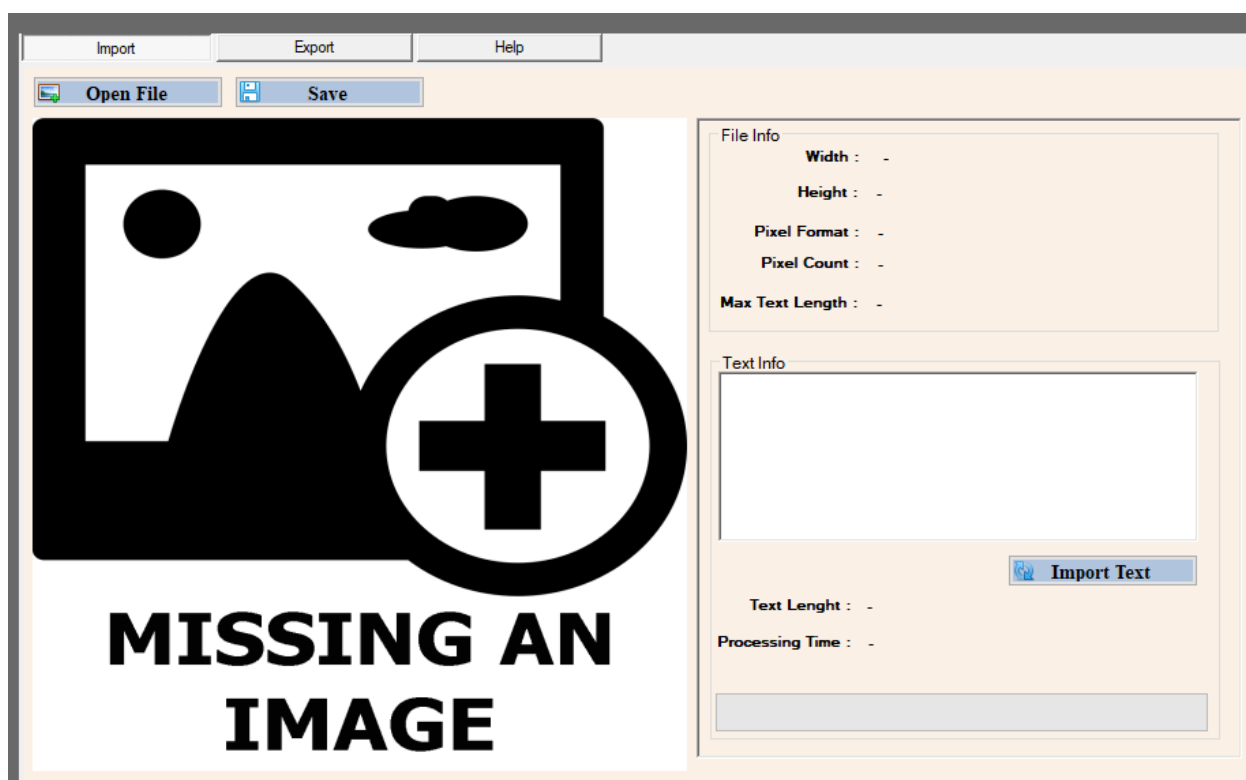 Import Export Help
Open File Save
MISSING AN
IMAGE
File Info
Width : -
Height : -
Pixel Format : -
Pixel Count : -
Max Text Length : -
Text Info
Import Text
Text Lenght : -
Processing Time : -